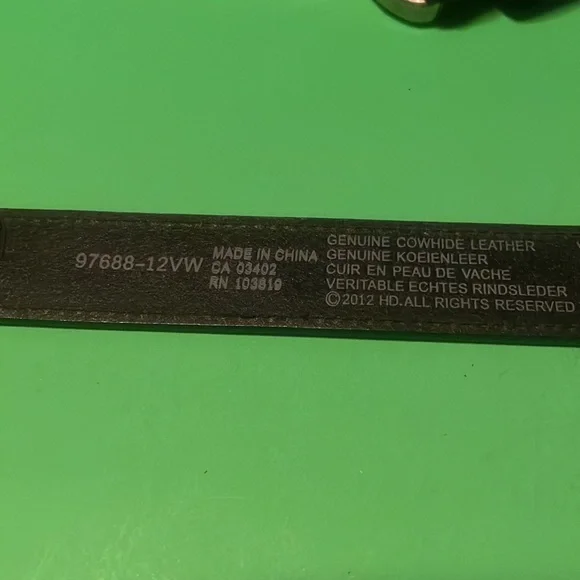 97688-12VW
MADE IN CHINA
CA 03402
RN 103819
GENUINE COWHIDE LEATHER
GENUINE KOEIENLEER
CUIR EN PEAU DE VACHE
VERITABLE ECHTES RINDSLEDER
©2012 HD.ALL RIGHTS RESERVED